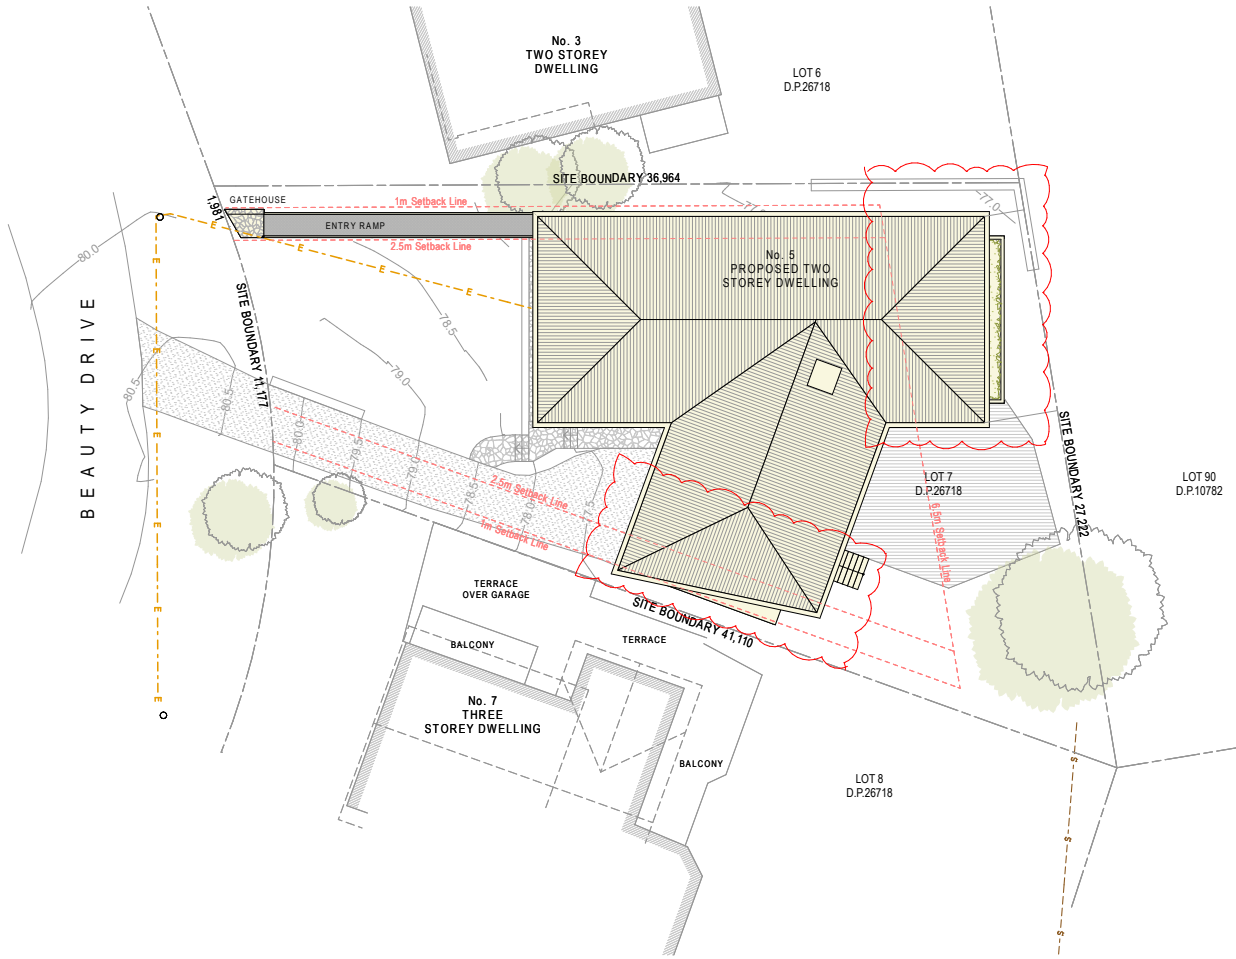 No. 3
TWO STOREY
DWELLING
LOT 6
D.P.26718
SITE BOUNDARY 36,964
1,981
GATEHOUSE
1m Setback Line
77.0
ENTRY RAMP
2.5m Setback Line
80.0
E
E
E
E
No. 5
PROPOSED TWO
STOREY DWELLING
BEAUTY DRIVE
SITE BOUNDARY 11,177
78.5
79.0
80.5
80.5
E
E
80.0
79.5
79.0
78.5
78.0
2.5m Setback Line
1m Setback Line
LOT 7
D.P.26718
6.5m Setback Line
SITE BOUNDARY 27,222
LOT 90
D.P.10782
E
E
E
TERRACE
OVER GARAGE
SITE BOUNDARY 41,110
BALCONY
TERRACE
No. 7
THREE
STOREY DWELLING
BALCONY
LOT 8
D.P.26718
S
S
S